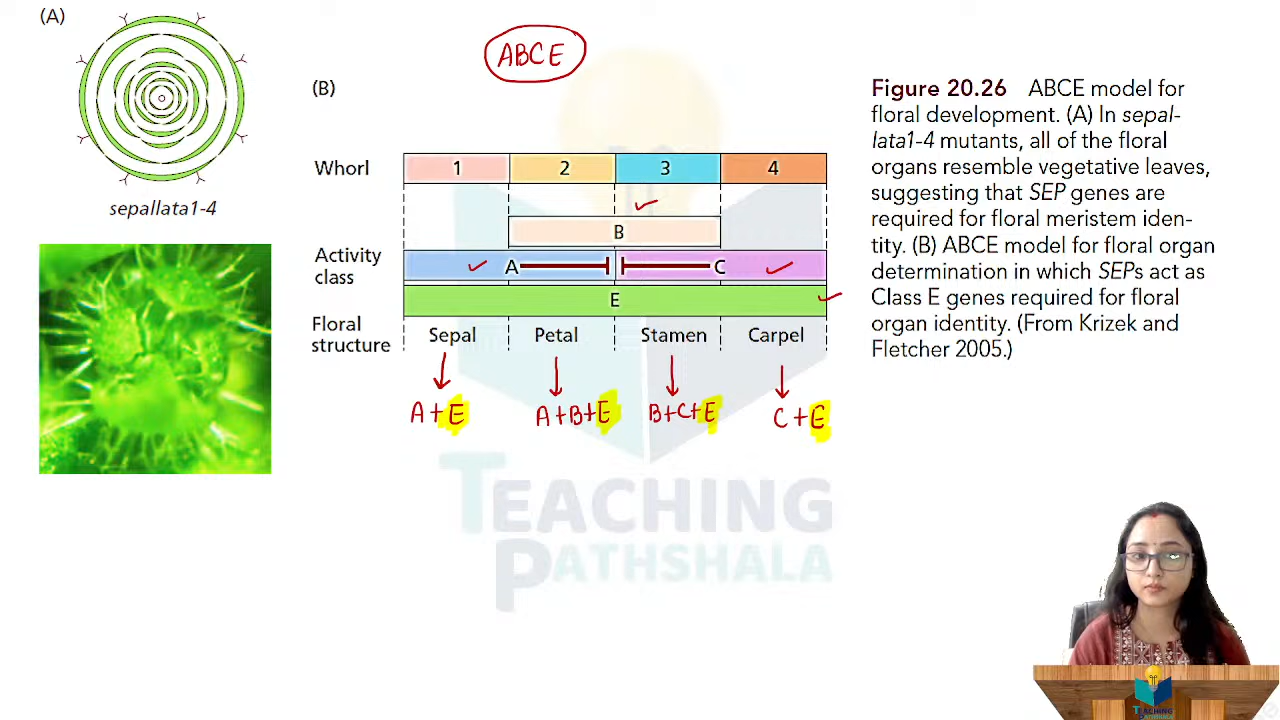 (A)
sepallata1-4
ABCE
(B)
Whorl 1 2 3 4
B
Activity
class
A C
E
Floral
structure
Sepal Petal Stamen Carpel
A+E A+B+E B+C+E C+E
Figure 20.26 ABCE model for
floral development. (A) In sepal-
lata1-4 mutants, all of the floral
organs resemble vegetative leaves,
suggesting that SEP genes are
required for floral meristem iden-
tity. (B) ABCE model for floral organ
determination in which SEPs act as
Class E genes required for floral
organ identity. (From Krizek and
Fletcher 2005.)
TEACHING
PATHSHALA
TEACHING
PATHSHALA